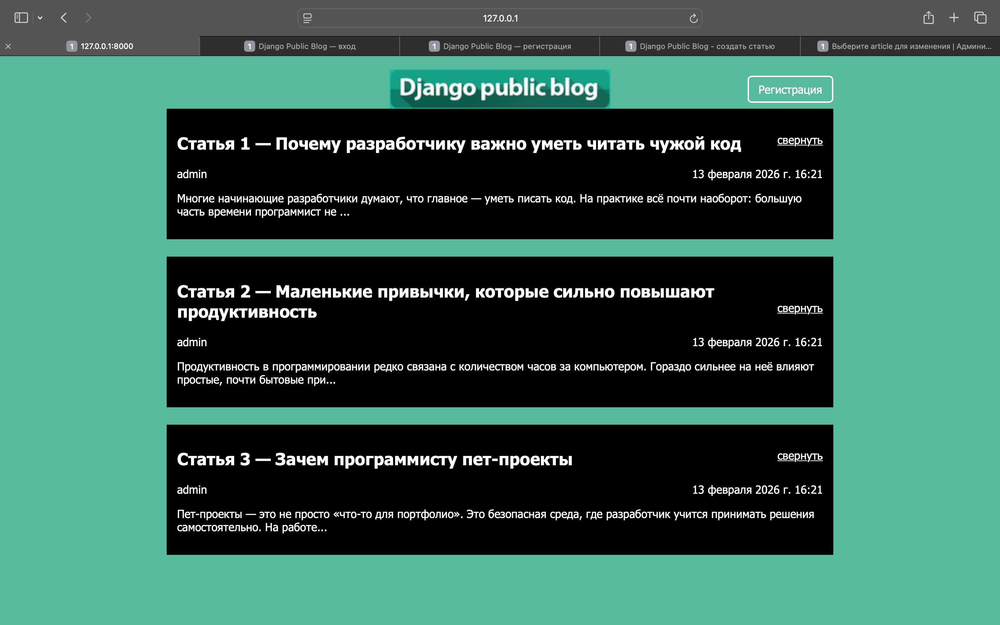 127.0.0.1
1 127.0.0.1:8000
1 Django Public Blog — вход
1 Django Public Blog — регистрация
1 Django Public Blog - создать статью
1 Выберите article для изменения | Админи...
Django public blog
Регистрация
Статья 1 — Почему разработчику важно уметь читать чужой код
свернуть
admin
13 февраля 2026 г. 16:21
Многие начинающие разработчики думают, что главное — уметь писать код. На практике всё почти наоборот: большую
часть времени программист не ...
Статья 2 — Маленькие привычки, которые сильно повышают
продуктивность
свернуть
admin
13 февраля 2026 г. 16:21
Продуктивность в программировании редко связана с количеством часов за компьютером. Гораздо сильнее на неё влияют
простые, почти бытовые при...
Статья 3 — Зачем программисту пет-проекты
свернуть
admin
13 февраля 2026 г. 16:21
Пет-проекты — это не просто «что-то для портфолио». Это безопасная среда, где разработчик учится принимать решения
самостоятельно. На работе...